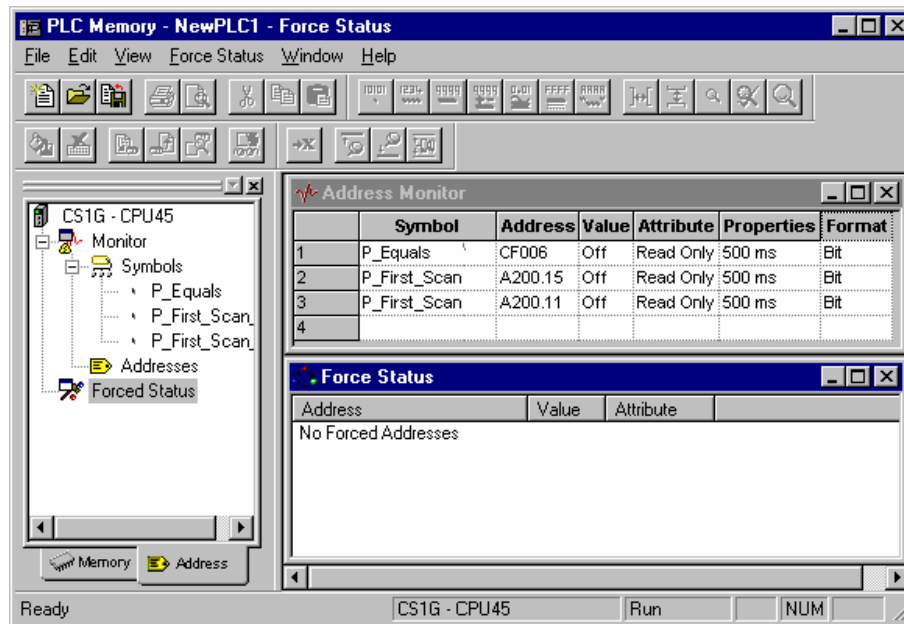 PLC Memory - NewPLC1 - Force Status
File Edit View Force Status Window Help
CS1G - CPU45
Monitor
Symbols
P_Equals
P_First_Scan_
P_First_Scan_
Addresses
Forced Status
Memory
Address
Address Monitor
Symbol Address Value Attribute Properties Format
1 P_Equals CF006 Off Read Only 500 ms Bit
2 P_First_Scan A200.15 Off Read Only 500 ms Bit
3 P_First_Scan A200.11 Off Read Only 500 ms Bit
4
Force Status
Address Value Attribute
No Forced Addresses
Ready CS1G - CPU45 Run NUM